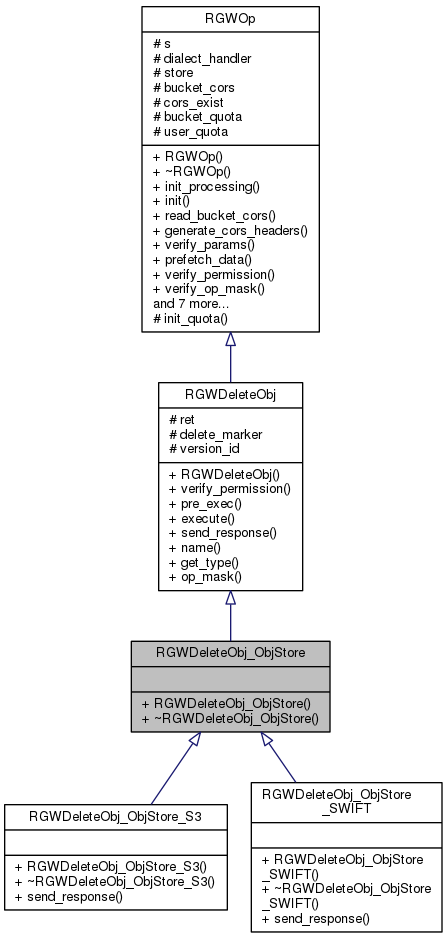 RGWOp
# s
# dialect_handler
# store
# bucket_cors
# cors_exist
# bucket_quota
# user_quota
+ RGWOp()
+ ~RGWOp()
+ init_processing()
+ init()
+ read_bucket_cors()
+ generate_cors_headers()
+ verify_params()
+ prefetch_data()
+ verify_permission()
+ verify_op_mask()
and 7 more...
# init_quota()
RGWDeleteObj
# ret
# delete_marker
# version_id
+ RGWDeleteObj()
+ verify_permission()
+ pre_exec()
+ execute()
+ send_response()
+ name()
+ get_type()
+ op_mask()
RGWDeleteObj_ObjStore
+ RGWDeleteObj_ObjStore()
+ ~RGWDeleteObj_ObjStore()
RGWDeleteObj_ObjStore_S3
+ RGWDeleteObj_ObjStore_S3()
+ ~RGWDeleteObj_ObjStore_S3()
+ send_response()
RGWDeleteObj_ObjStore
_SWIFT
+ RGWDeleteObj_ObjStore
_SWIFT()
+ ~RGWDeleteObj_ObjStore
_SWIFT()
+ send_response()